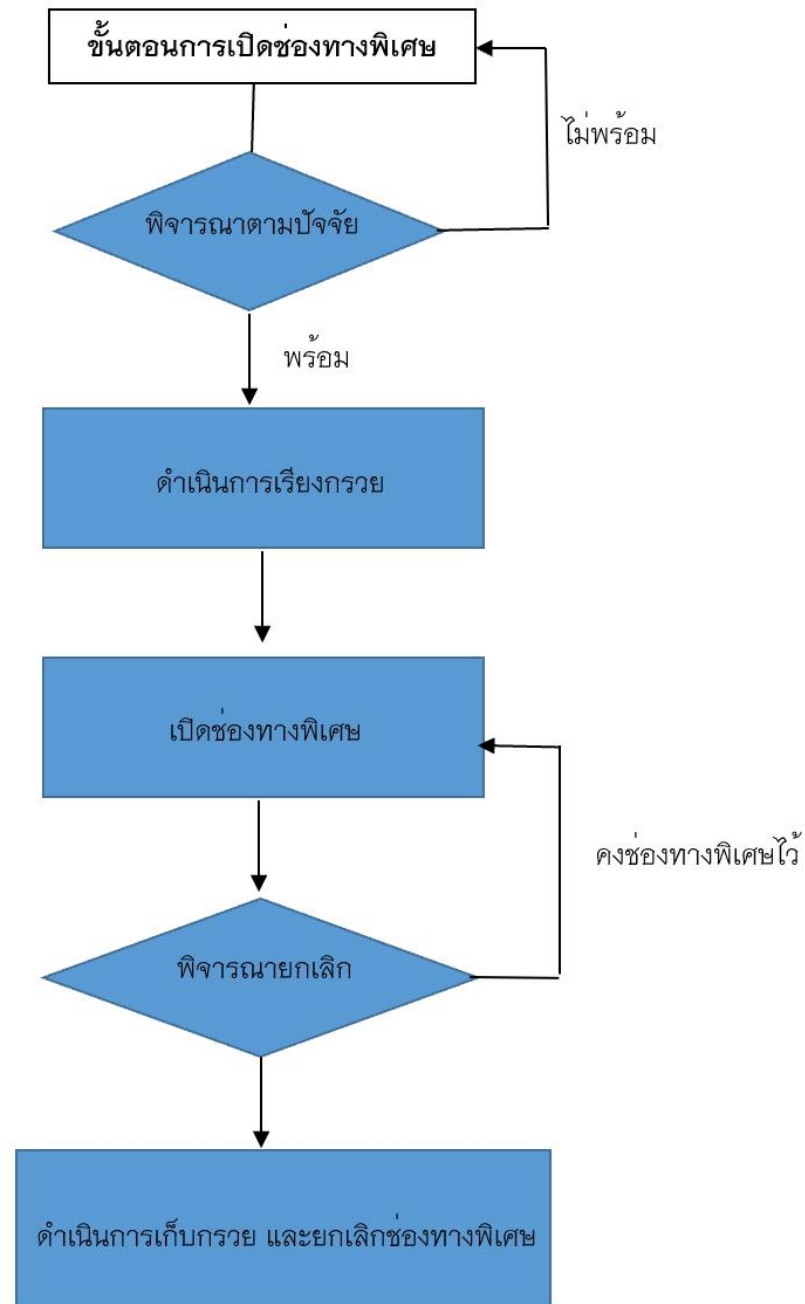 ขั้นตอนการเปิดช่องทางพิเศษ
ไม่พร้อม
พิจารณาตามปัจจัย
พร้อม
ดำเนินการเรียงกรวย
เปิดช่องทางพิเศษ
คงช่องทางพิเศษไว้
พิจารณายกเลิก
ดำเนินการเก็บกรวย และยกเลิกช่องทางพิเศษ